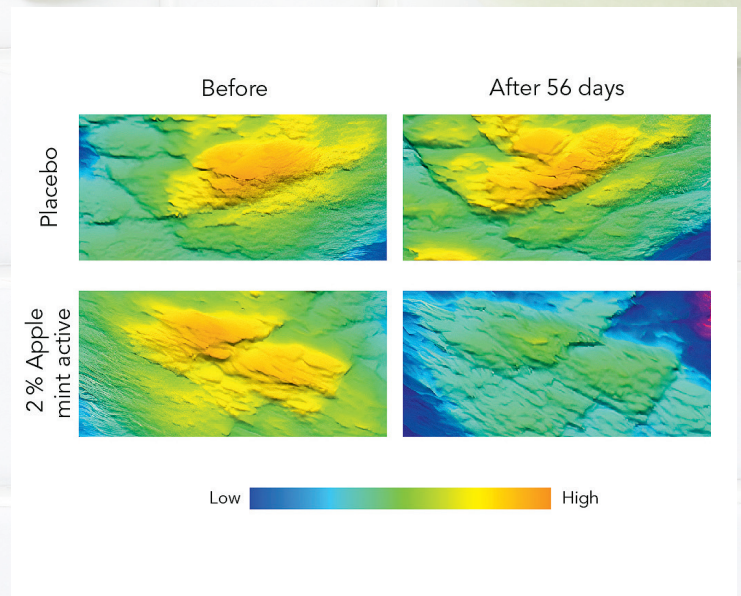 Before
After 56 days
Placebo
2 % Apple
mint active
Low
High